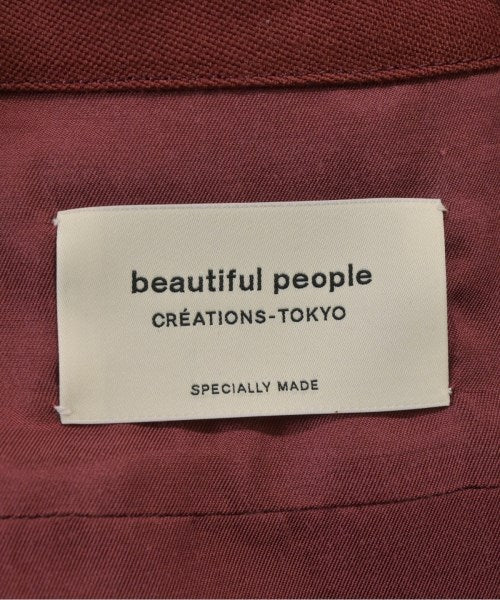 beautiful people
CRÉATIONS-TOKYO
SPECIALLY MADE